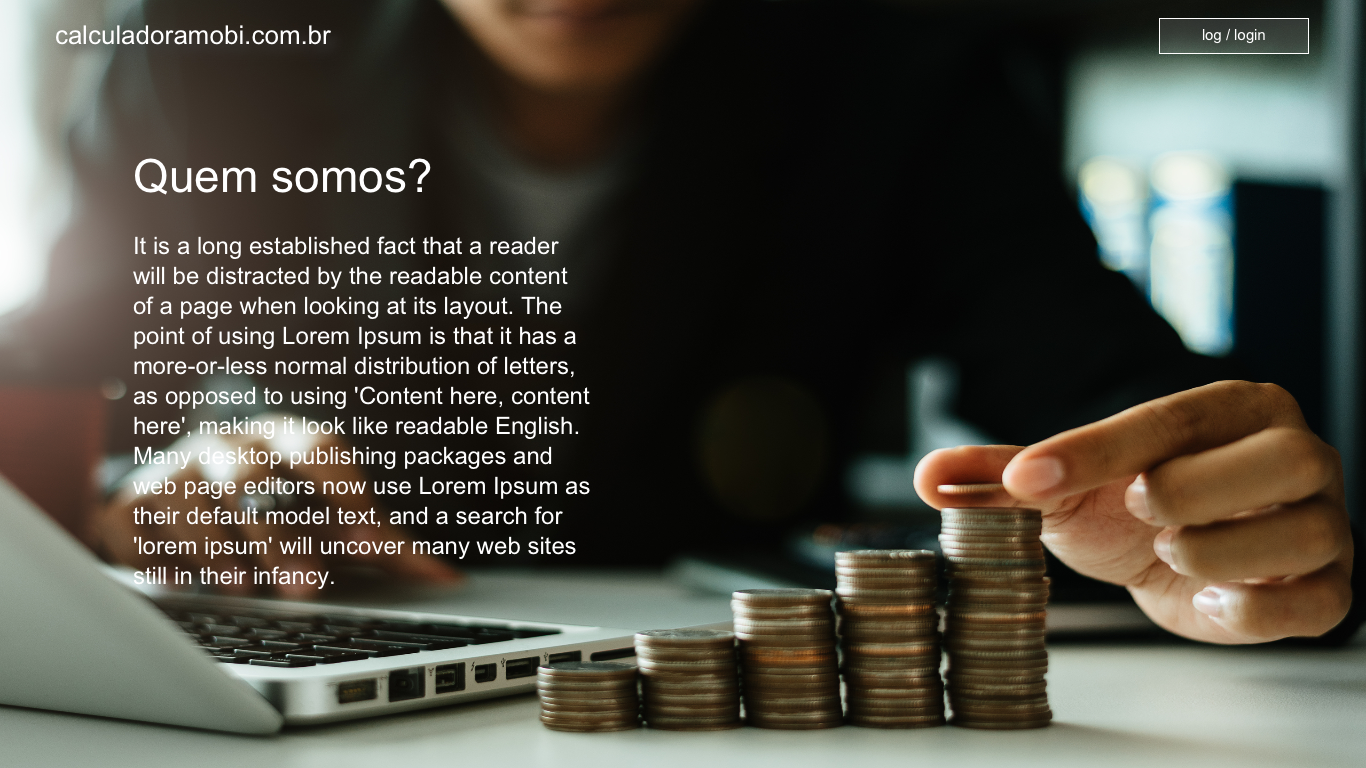 calculadoramobi.com.br
log / login
Quem somos?
It is a long established fact that a reader
will be distracted by the readable content
of a page when looking at its layout. The
point of using Lorem Ipsum is that it has a
more-or-less normal distribution of letters,
as opposed to using 'Content here, content
here', making it look like readable English.
Many desktop publishing packages and
web page editors now use Lorem Ipsum as
their default model text, and a search for
'lorem ipsum' will uncover many web sites
still in their infancy.